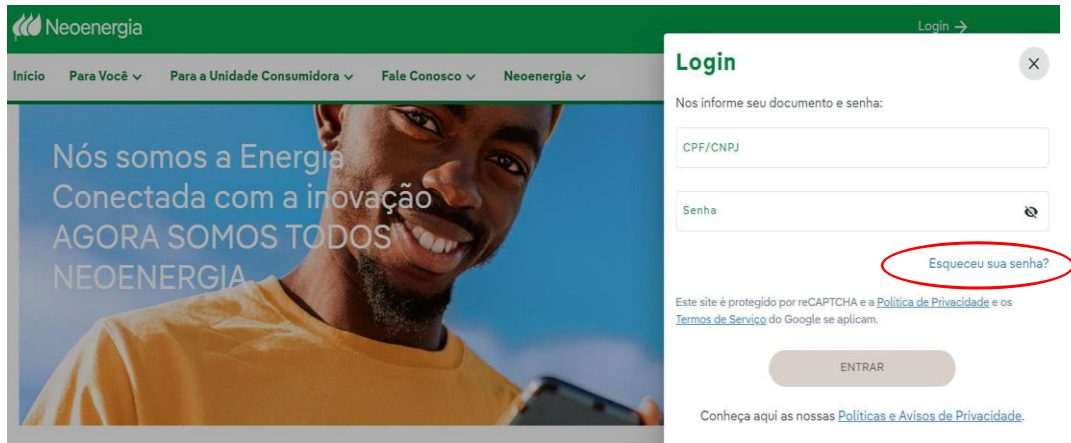 Neoenergia
Login →
Início Para Você Para a Unidade Consumidora Fale Conosco Neoenergia
Nós somos a Energia
Conectada com a inovação
AGORA SOMOS TODOS
NEOENERGIA
Login
Nos informe seu documento e senha:
CPF/CNPJ
Senha
Esqueceu sua senha?
Este site é protegido por reCAPTCHA e a Política de Privacidade e os
Termos de Serviço do Google se aplicam.
ENTRAR
Conheça aqui as nossas Políticas e Avisos de Privacidade.